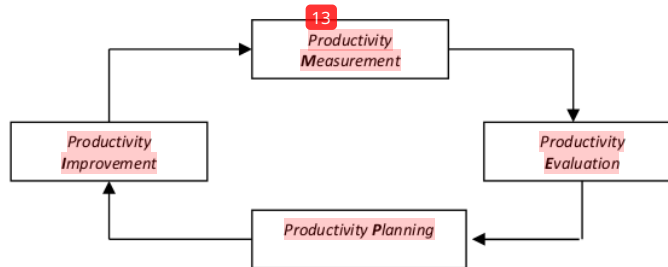 13
Productivity
Measurement
Productivity
Improvement
Productivity
Evaluation
Productivity Planning